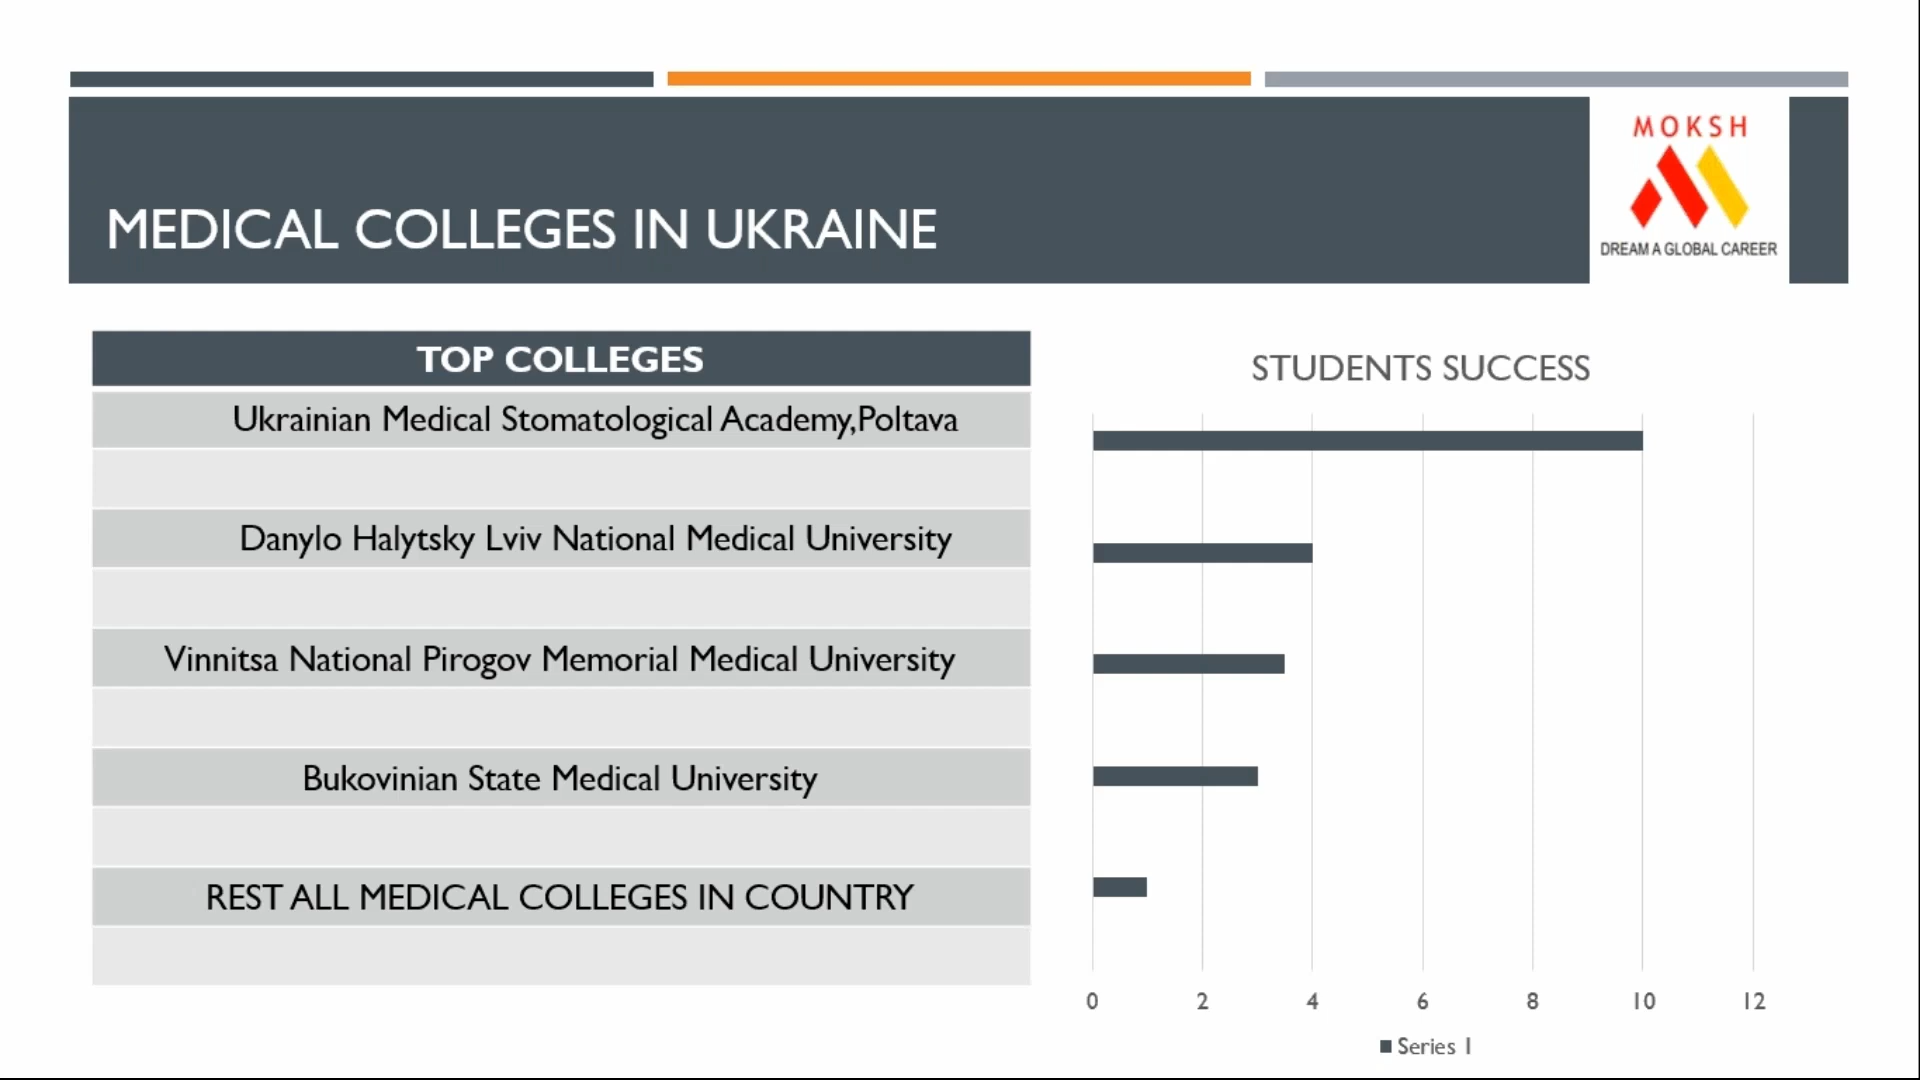 MOKSH
DREAM A GLOBAL CAREER
MEDICAL COLLEGES IN UKRAINE
TOP COLLEGES
Ukrainian Medical Stomatological Academy,Poltava
Danylo Halytsky Lviv National Medical University
Vinnitsa National Pirogov Memorial Medical University
Bukovinian State Medical University
REST ALL MEDICAL COLLEGES IN COUNTRY
STUDENTS SUCCESS
0 2 4 6 8 10 12
Series 1